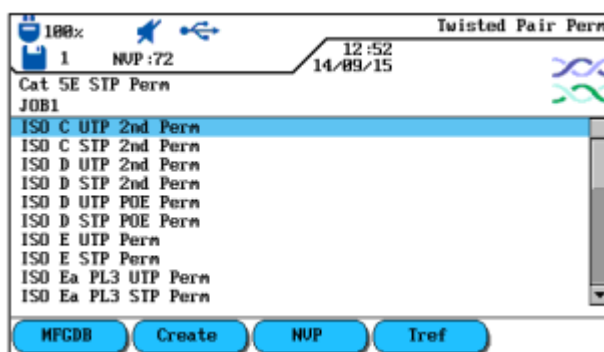 100% Twisted Pair Perm
1 NVP:72 12:52
14/09/15
Cat 5E STP Perm
JOB1
ISO C UTP 2nd Perm
ISO C STP 2nd Perm
ISO D UTP 2nd Perm
ISO D STP 2nd Perm
ISO D UTP POE Perm
ISO D STP POE Perm
ISO E UTP Perm
ISO E STP Perm
ISO Ea PL3 UTP Perm
ISO Ea PL3 STP Perm
MFGDB Create NVP Iref